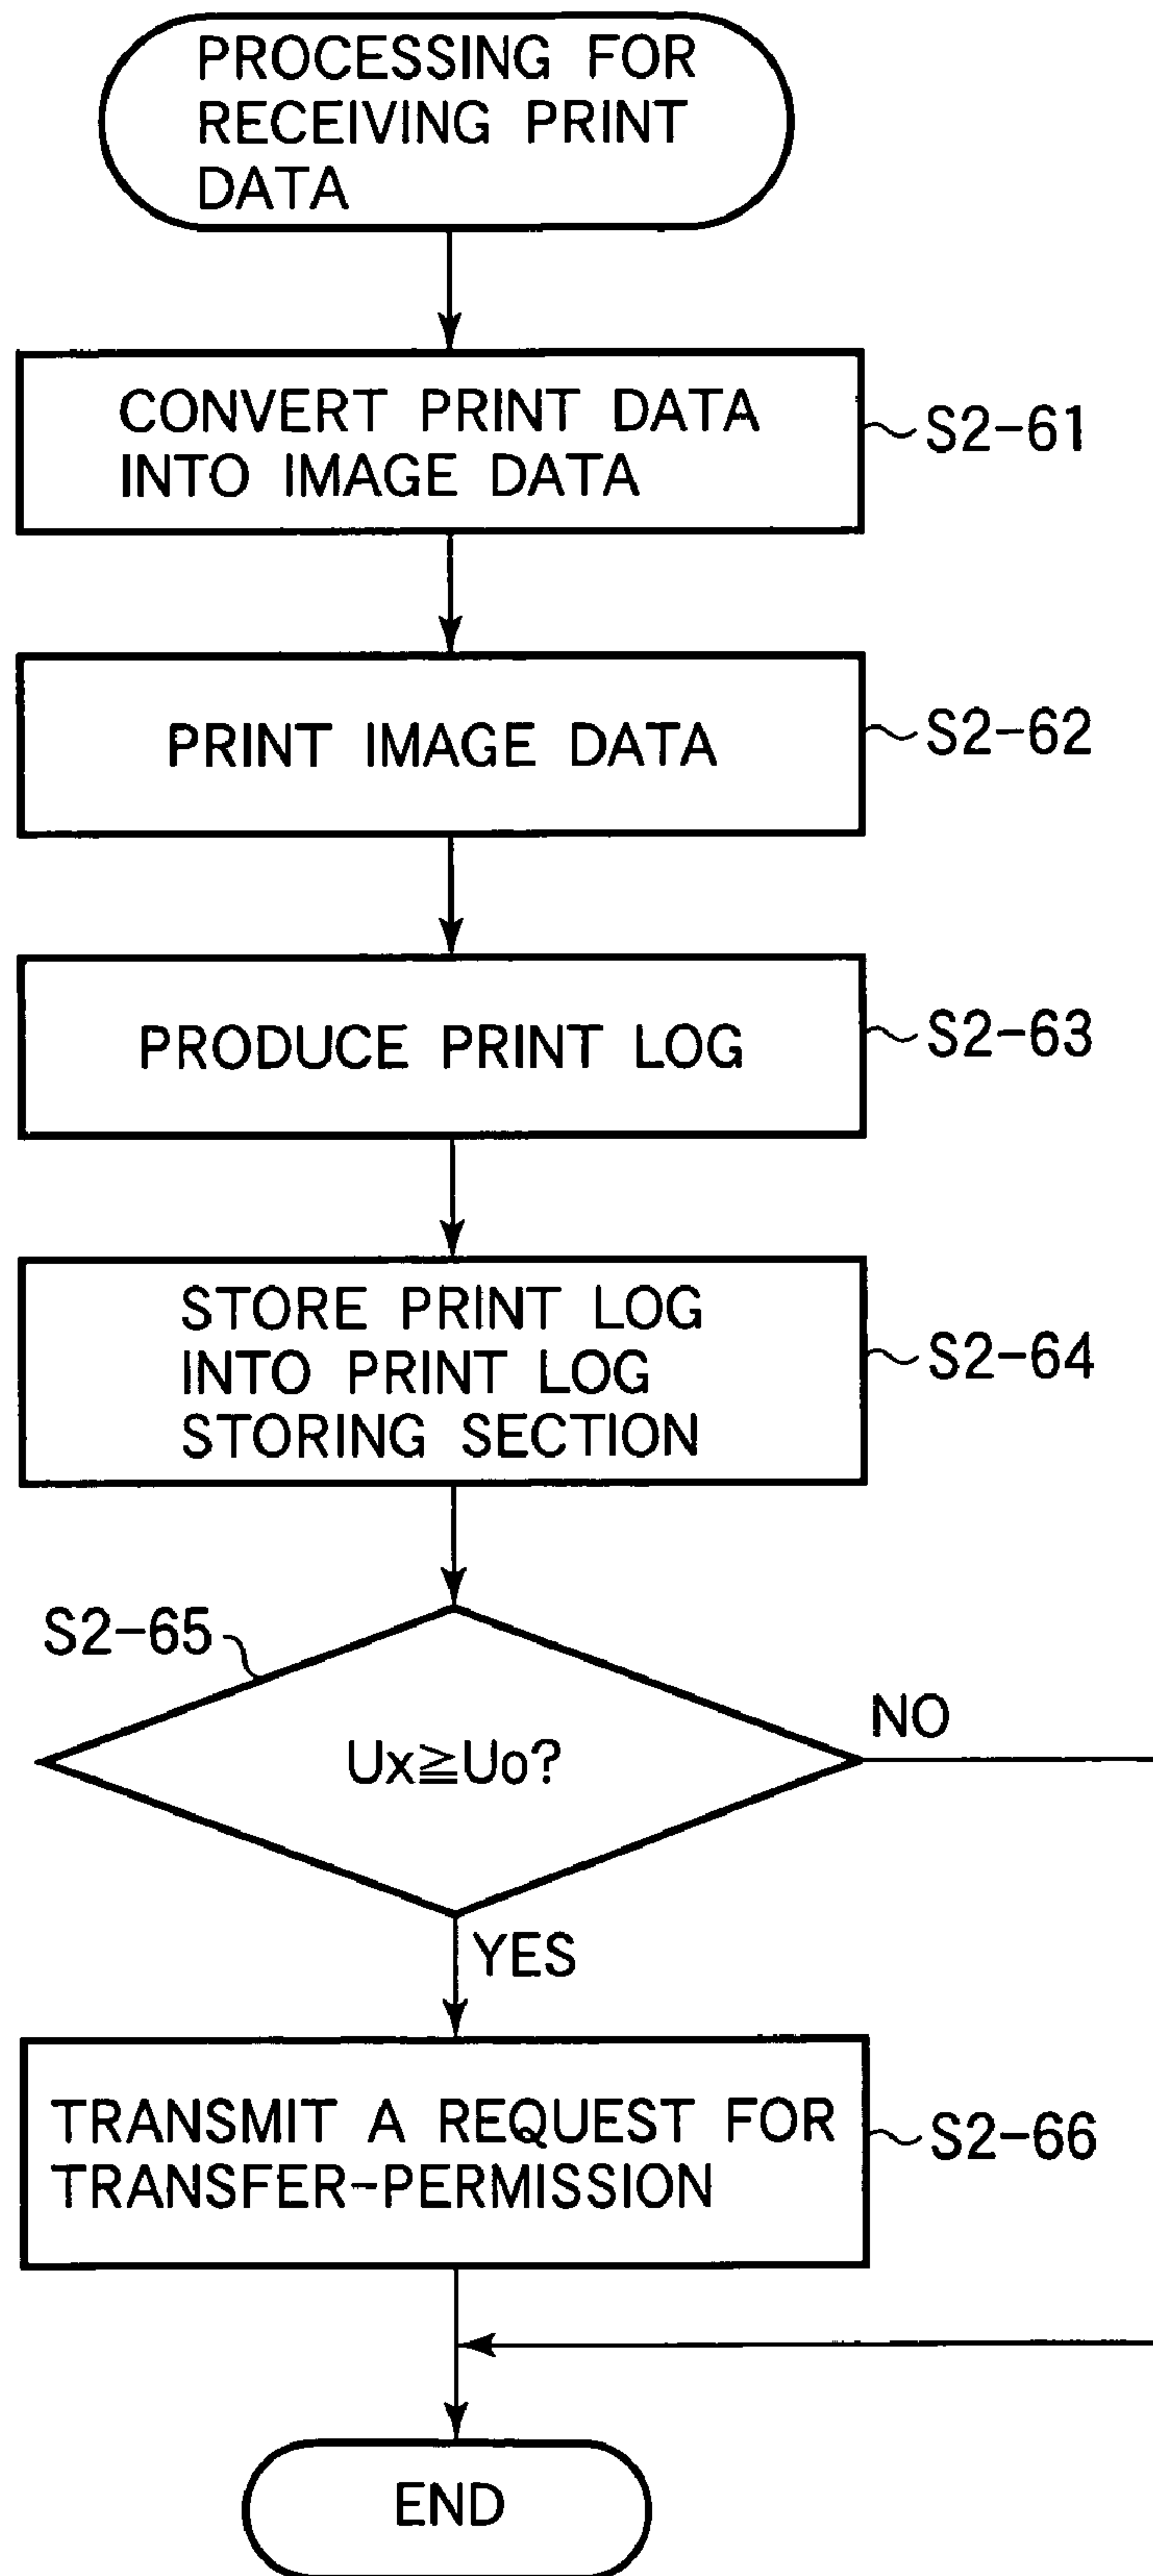 PROCESSING FOR
RECEIVING PRINT
DATA
CONVERT PRINT DATA
INTO IMAGE DATA
S2-61
PRINT IMAGE DATA
S2-62
PRODUCE PRINT LOG
S2-63
STORE PRINT LOG
INTO PRINT LOG
STORING SECTION
S2-64
S2-65
Ux≧Uo?
NO
YES
TRANSMIT A REQUEST FOR
TRANSFER-PERMISSION
S2-66
END